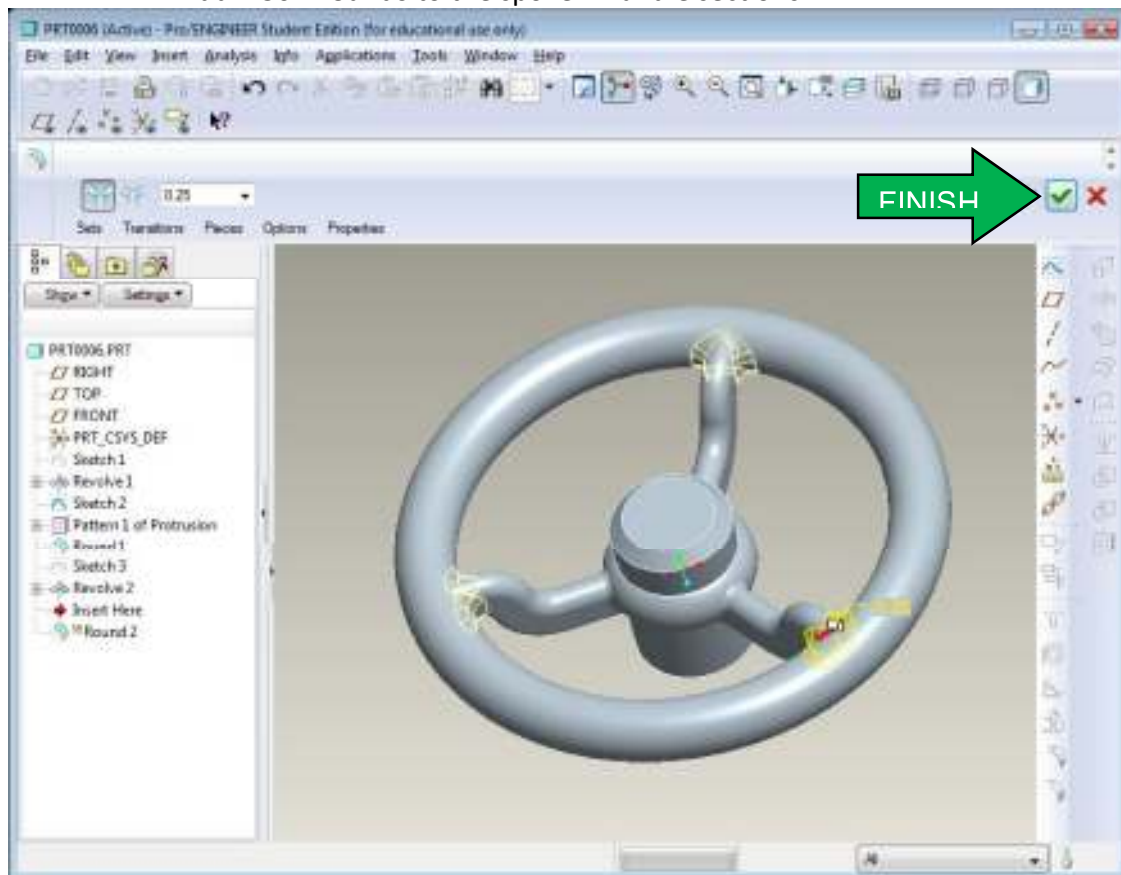 PRT0006 (Active) - Pro/ENGINEER Student Edition (for educational use only)
File Edit View Insert Analysis Info Applications Tools Window Help
0.25
FINISH
Sets Transitions Pieces Options Properties
Show Settings
PRT0006.PRT
RIGHT
TOP
FRONT
PRT_CSYS_DEF
Sketch 1
Revolve 1
Sketch 2
Pattern 1 of Protrusion
Round 1
Sketch 3
Revolve 2
Insert Here
Round 2
All